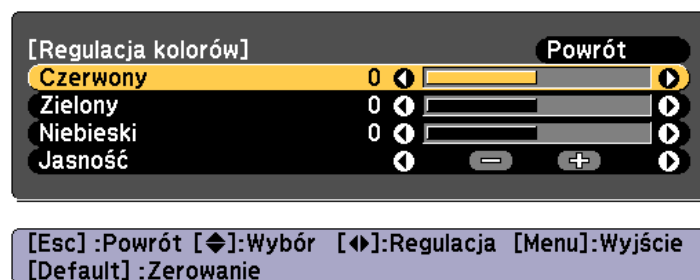 [Regulacja kolorów] Powrót
Czerwony 0
Zielony 0
Niebieski 0
Jasność
[Esc] :Powrót [◆]:Wybór [◀▶]:Regulacja [Menu]:Wyjście
[Default] :Zerowanie